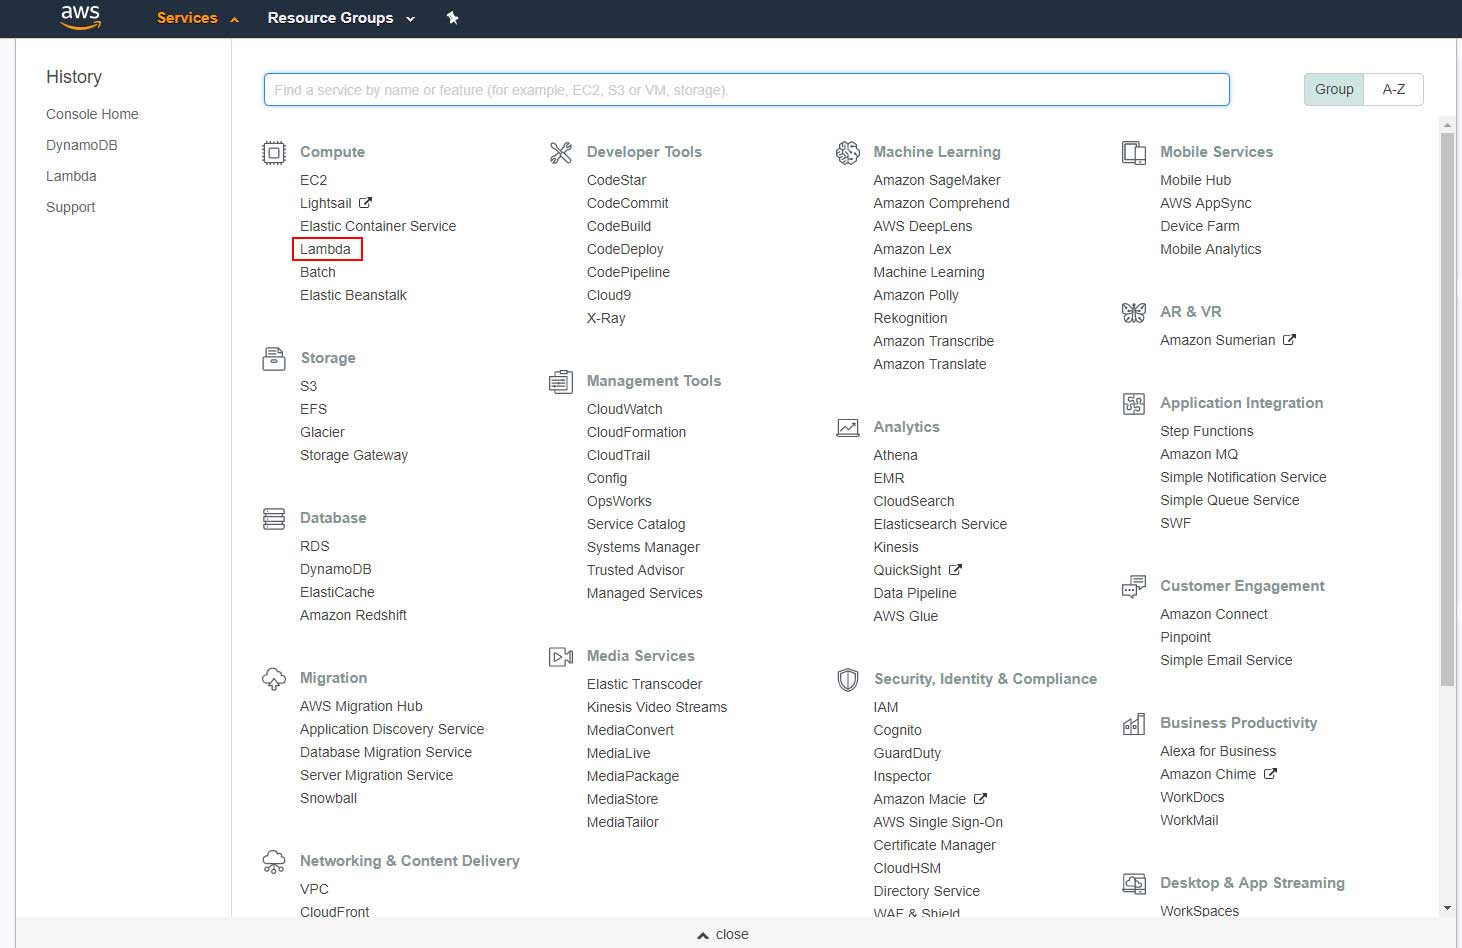 aws
Services
Resource Groups
History
Console Home
DynamoDB
Lambda
Support
Find a service by name or feature (for example, EC2, S3 or VM, storage).
Group
A-Z
Compute
EC2
Lightsail
Elastic Container Service
Lambda
Batch
Elastic Beanstalk
Storage
S3
EFS
Glacier
Storage Gateway
Database
RDS
DynamoDB
ElastiCache
Amazon Redshift
Migration
AWS Migration Hub
Application Discovery Service
Database Migration Service
Server Migration Service
Snowball
Networking & Content Delivery
VPC
CloudFront
Developer Tools
CodeStar
CodeCommit
CodeBuild
CodeDeploy
CodePipeline
Cloud9
X-Ray
Management Tools
CloudWatch
CloudFormation
CloudTrail
Config
OpsWorks
Service Catalog
Systems Manager
Trusted Advisor
Managed Services
Media Services
Elastic Transcoder
Kinesis Video Streams
MediaConvert
MediaLive
MediaPackage
MediaStore
MediaTailor
Machine Learning
Amazon SageMaker
Amazon Comprehend
AWS DeepLens
Amazon Lex
Machine Learning
Amazon Polly
Rekognition
Amazon Transcribe
Amazon Translate
Analytics
Athena
EMR
CloudSearch
Elasticsearch Service
Kinesis
QuickSight
Data Pipeline
AWS Glue
Security, Identity & Compliance
IAM
Cognito
GuardDuty
Inspector
Amazon Macie
AWS Single Sign-On
Certificate Manager
CloudHSM
Directory Service
WAF & Shield
Mobile Services
Mobile Hub
AWS AppSync
Device Farm
Mobile Analytics
AR & VR
Amazon Sumerian
Application Integration
Step Functions
Amazon MQ
Simple Notification Service
Simple Queue Service
SWF
Customer Engagement
Amazon Connect
Pinpoint
Simple Email Service
Business Productivity
Alexa for Business
Amazon Chime
WorkDocs
WorkMail
Desktop & App Streaming
WorkSpaces
close